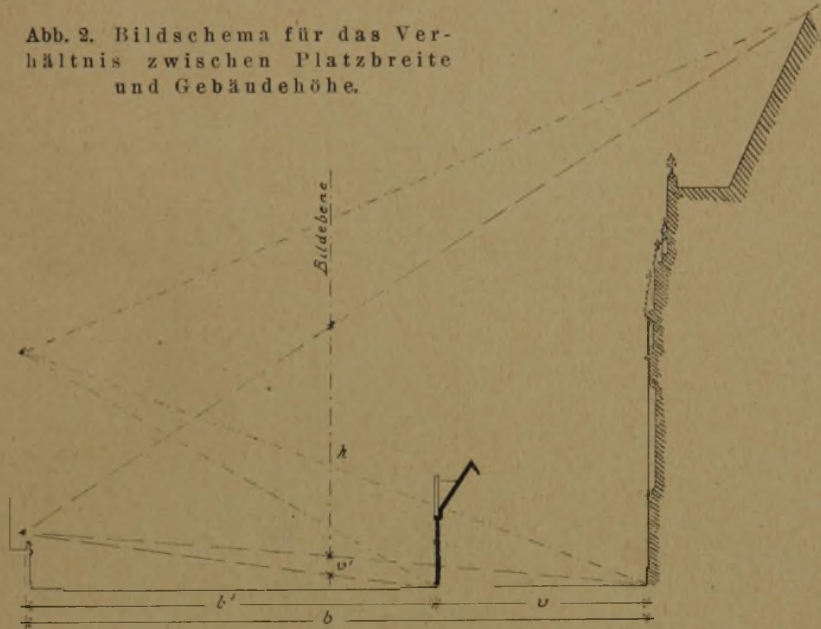 Abb. 2. Bildschema für das Ver-
hältnis zwischen Platzbreite
und Gebäudehöhe.
Bildebene
h
v'
b'
v
b